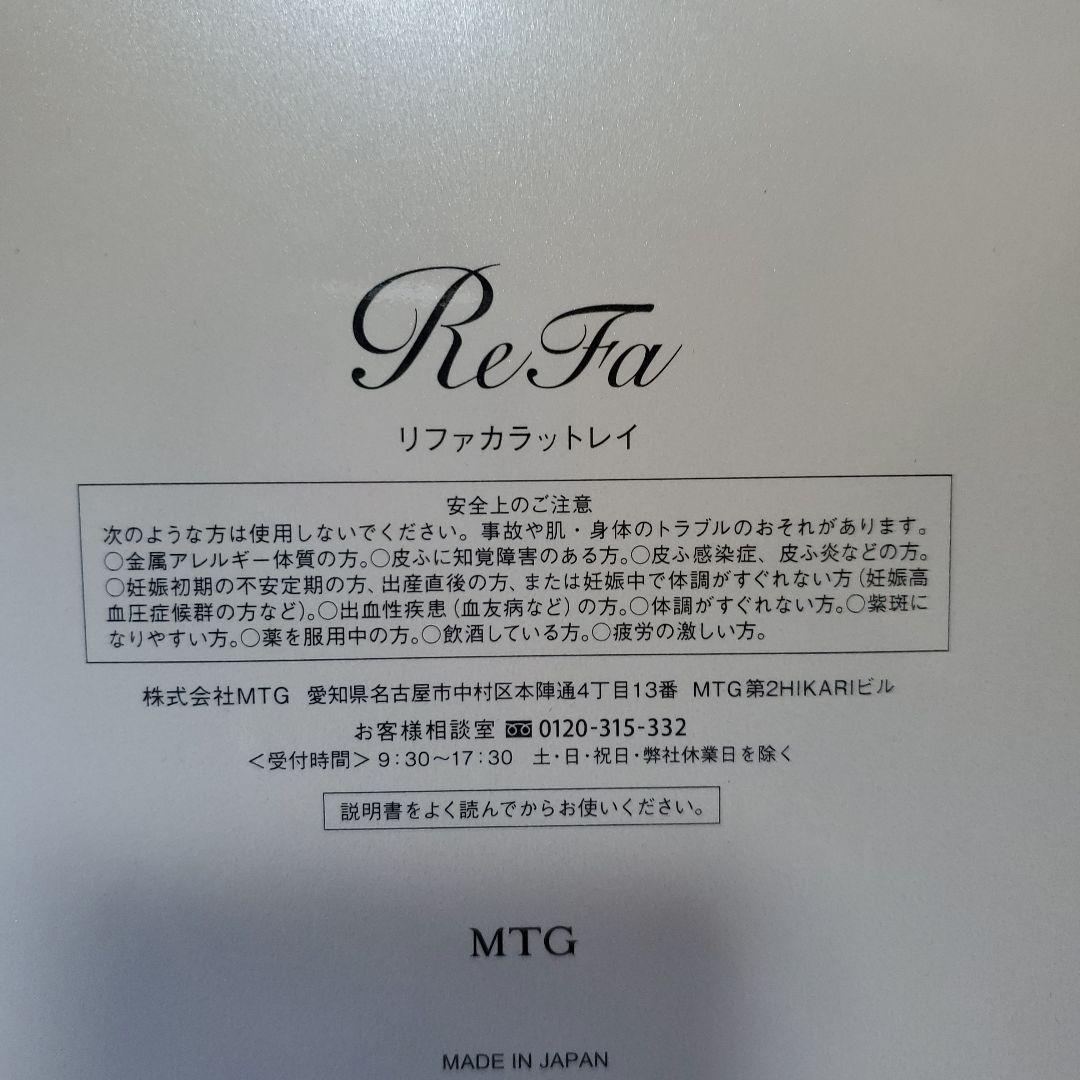 ReFa
リファカラットレイ
安全上のご注意
次のような方は使用しないでください。事故や肌・身体のトラブルのおそれがあります。
○金属アレルギー体質の方。○皮ふに知覚障害のある方。○皮ふ感染症、皮ふ炎などの方。
○妊娠初期の不安定期の方、出産直後の方、または妊娠中で体調がすぐれない方（妊娠高
血圧症候群の方など）。○出血性疾患（血友病など）の方。○体調がすぐれない方。○紫斑に
なりやすい方。○薬を服用中の方。○飲酒している方。○疲労の激しい方。
株式会社MTG 愛知県名古屋市中村区本陣通4丁目13番 MTG第2HIKARIビル
お客様相談室 0120-315-332
＜受付時間＞9:30〜17:30 土・日・祝日・弊社休業日を除く
説明書をよく読んでからお使いください。
MTG
MADE IN JAPAN